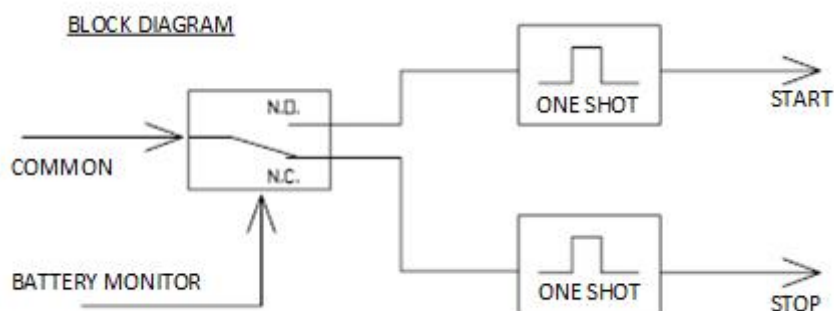 BLOCK DIAGRAM
N.O.
ONE SHOT
START
COMMON
N.C.
BATTERY MONITOR
ONE SHOT
STOP